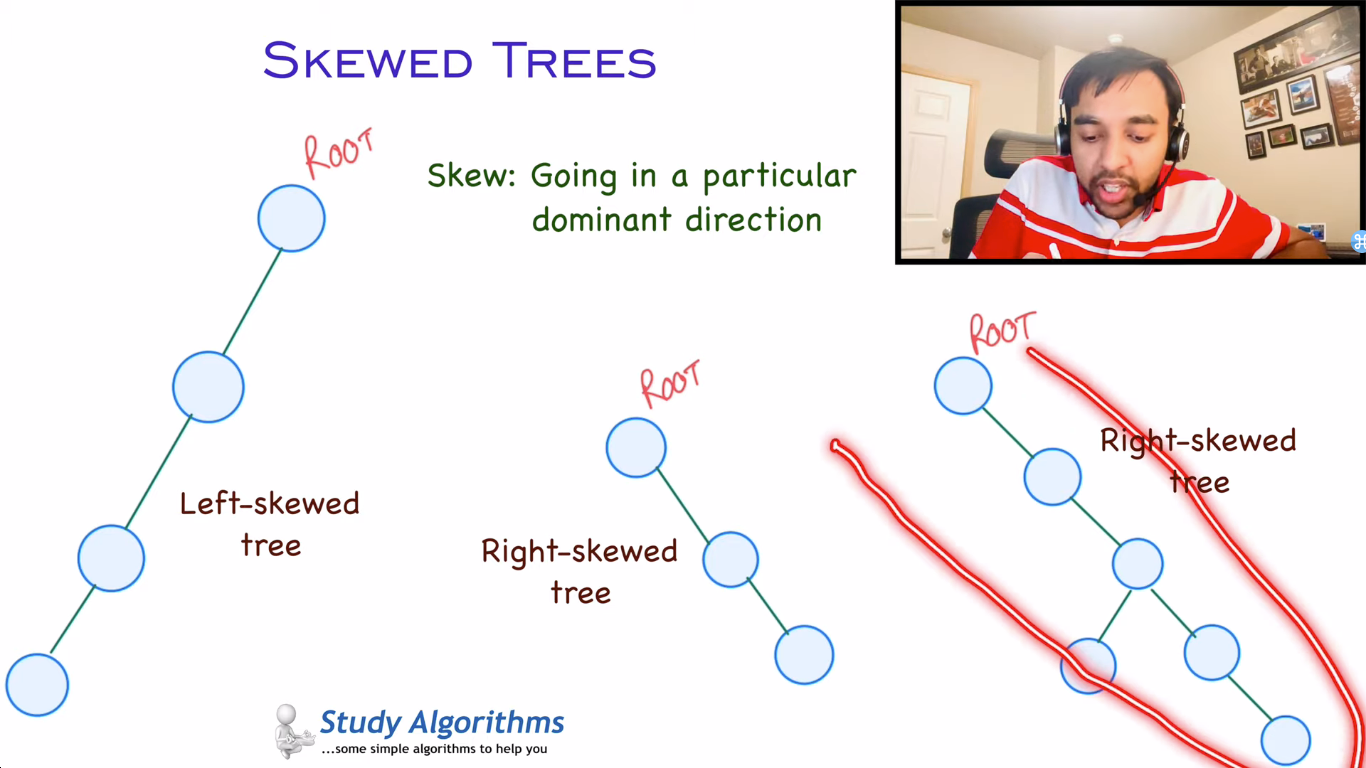 SKEWED TREES
ROOT
Skew: Going in a particular
dominant direction
ROOT
ROOT
Right-skewed
tree
Left-skewed
tree
Right-skewed
tree
Study Algorithms
...some simple algorithms to help you